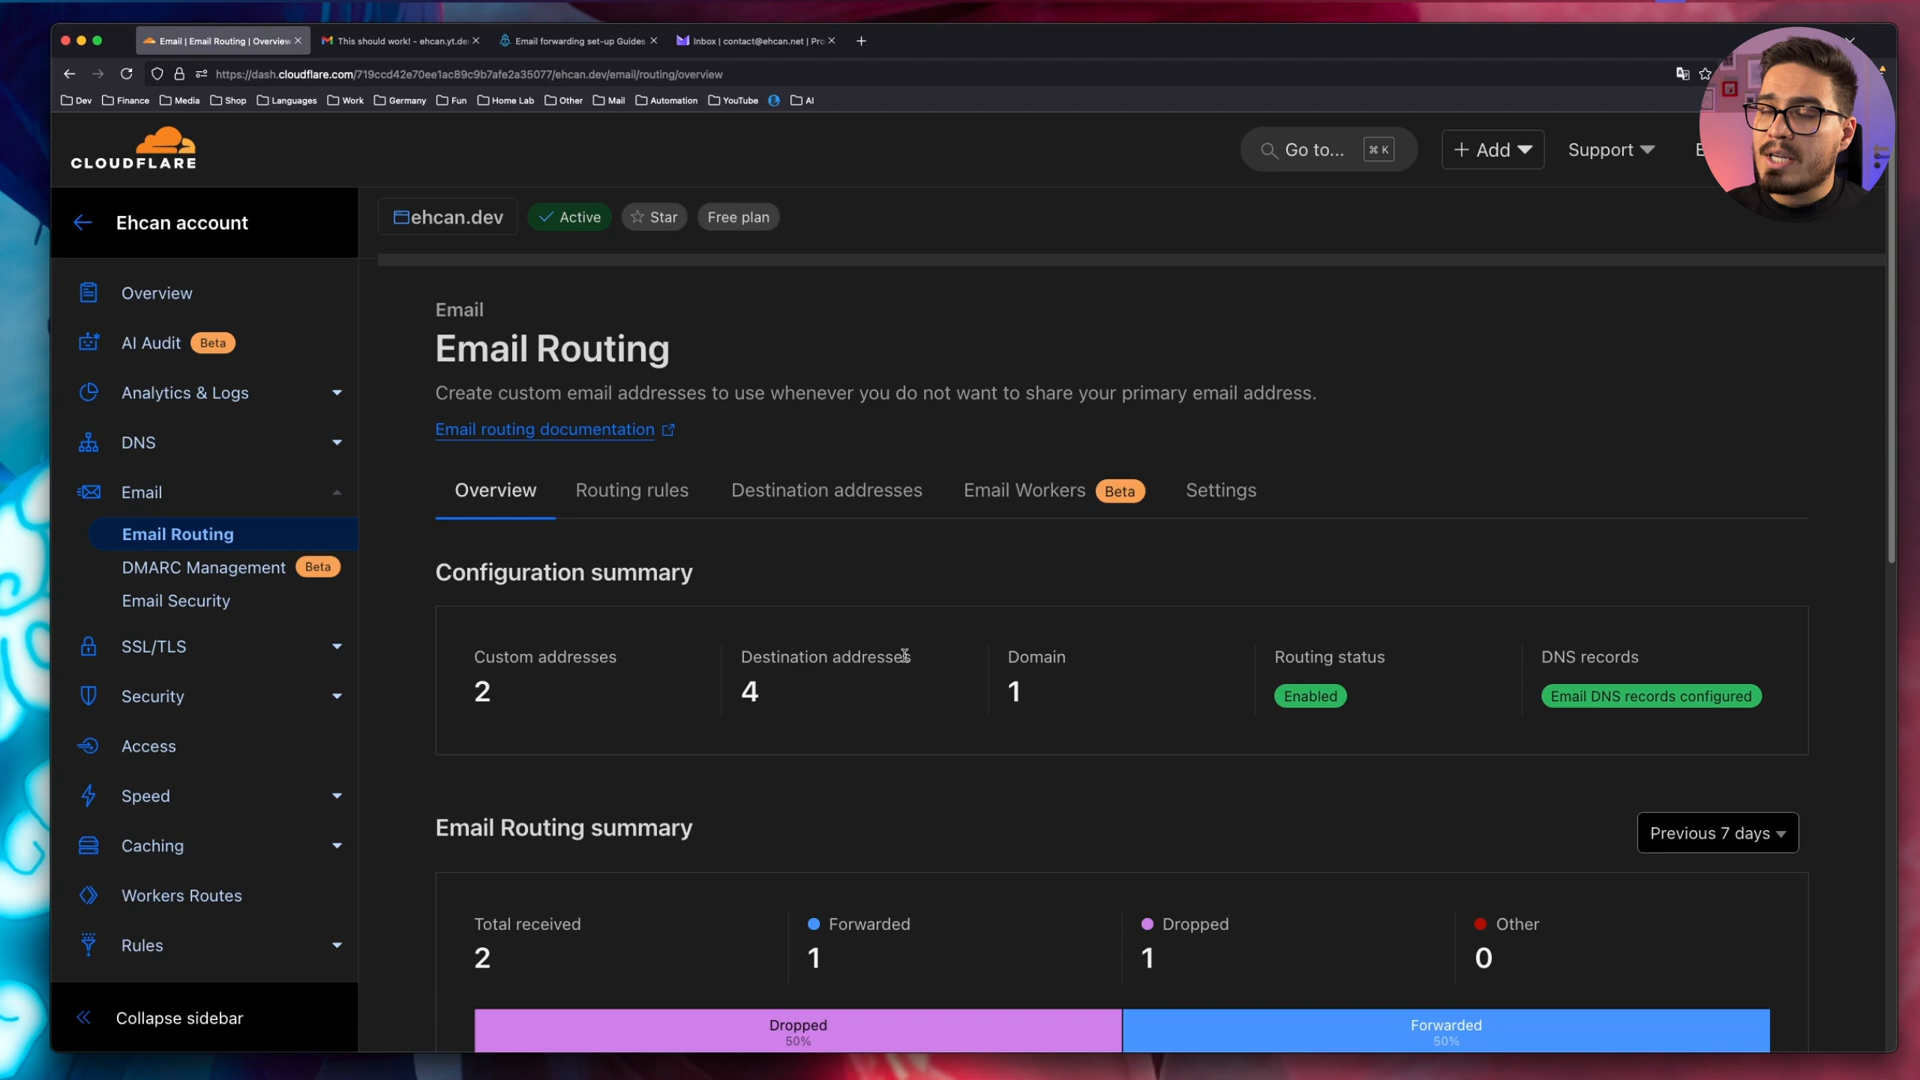 Email | Email Routing | Overview
This should work! - ehcan.yt.de
Email forwarding set-up Guides
Inbox | contact@ehcan.net | Pro
https://dash.cloudflare.com/719ccd42e70ee1ac89c9b7afe2a35077/ehcan.dev/email/routing/overview
Dev Finance Media Shop Languages Work Germany Fun Home Lab Other Mail Automation YouTube AI
CLOUDFLARE
Go to... ⌘ K
+ Add
Support
Ehcan account
ehcan.dev Active Star Free plan
Overview
AI Audit Beta
Analytics & Logs
DNS
Email
Email Routing
DMARC Management Beta
Email Security
SSL/TLS
Security
Access
Speed
Caching
Workers Routes
Rules
Collapse sidebar
Email
Email Routing
Create custom email addresses to use whenever you do not want to share your primary email address.
Email routing documentation
Overview Routing rules Destination addresses Email Workers Beta Settings
Configuration summary
Custom addresses Destination addresses Domain Routing status DNS records
2 4 1 Enabled Email DNS records configured
Email Routing summary
Previous 7 days
Total received Forwarded Dropped Other
2 1 1 0
Dropped Forwarded
50% 50%